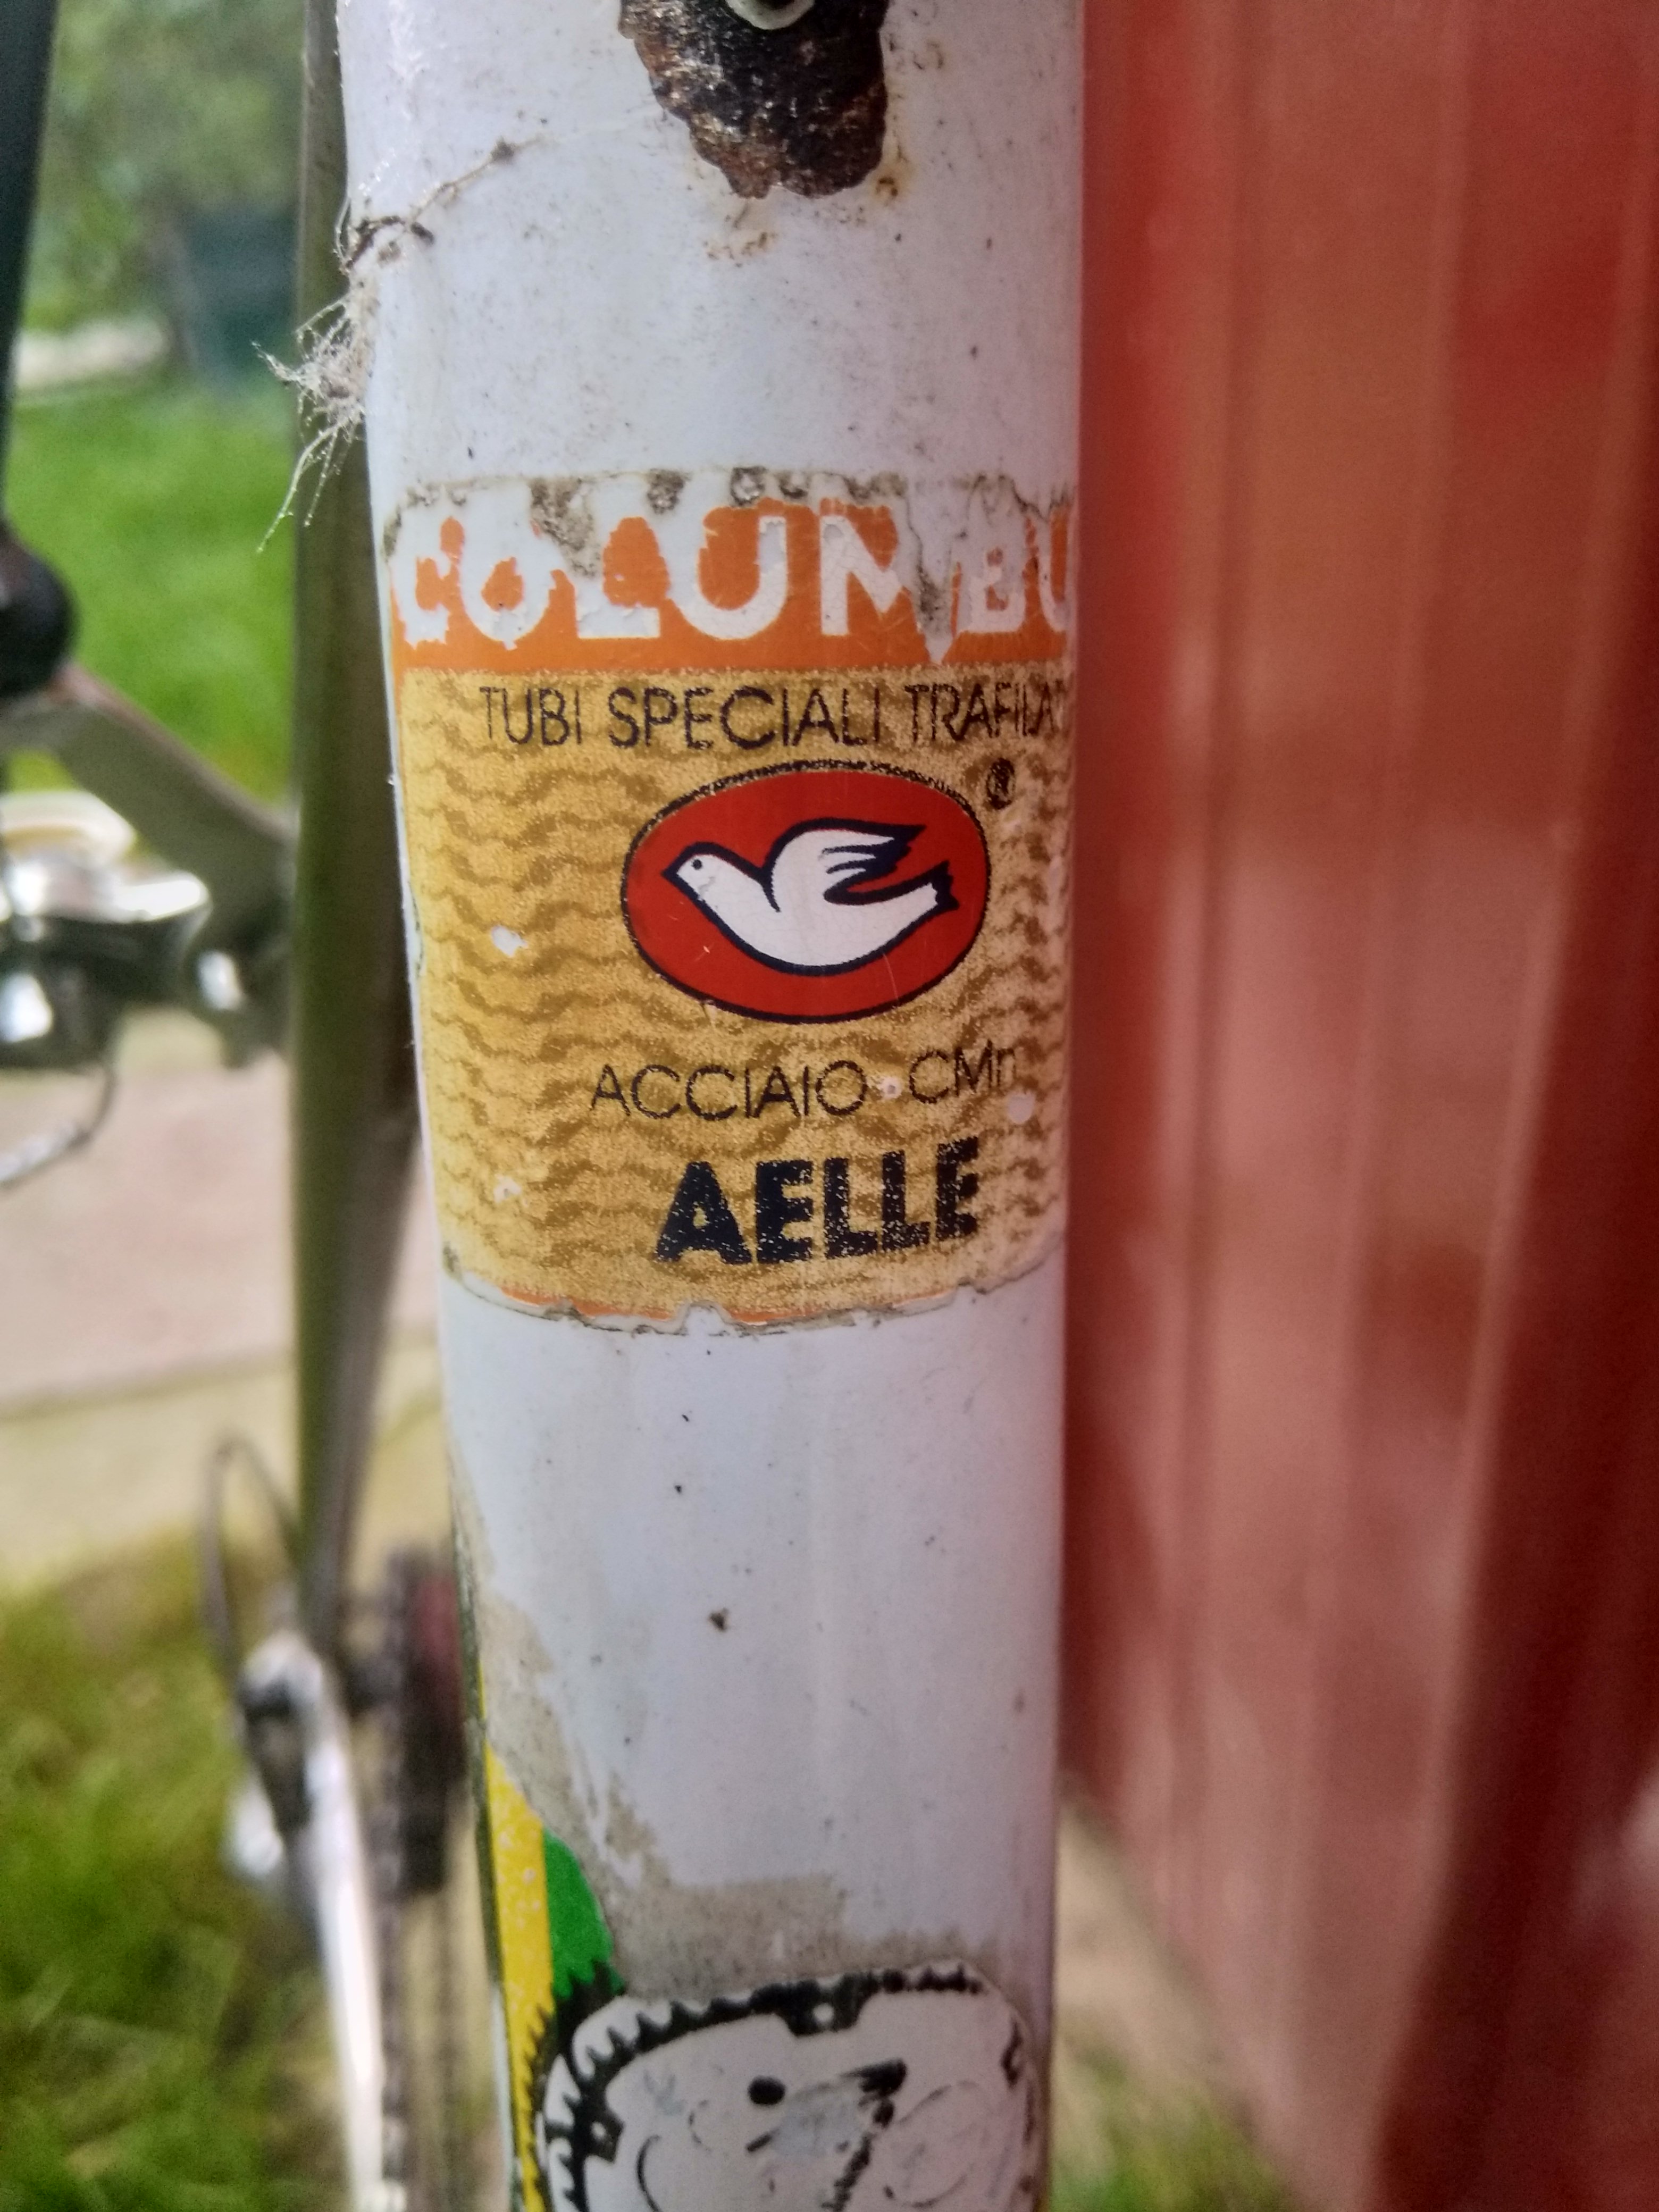 COLUMBU
TUBI SPECIALI TRAFILAT
®
ACCIAIO CMn
AELLE